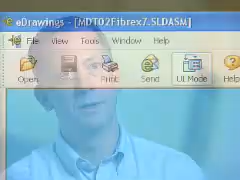 eDrawings - [MDT02Fibrex7.SLDASM]
File View Tools Window Help
Open Print Send UI Mode Help